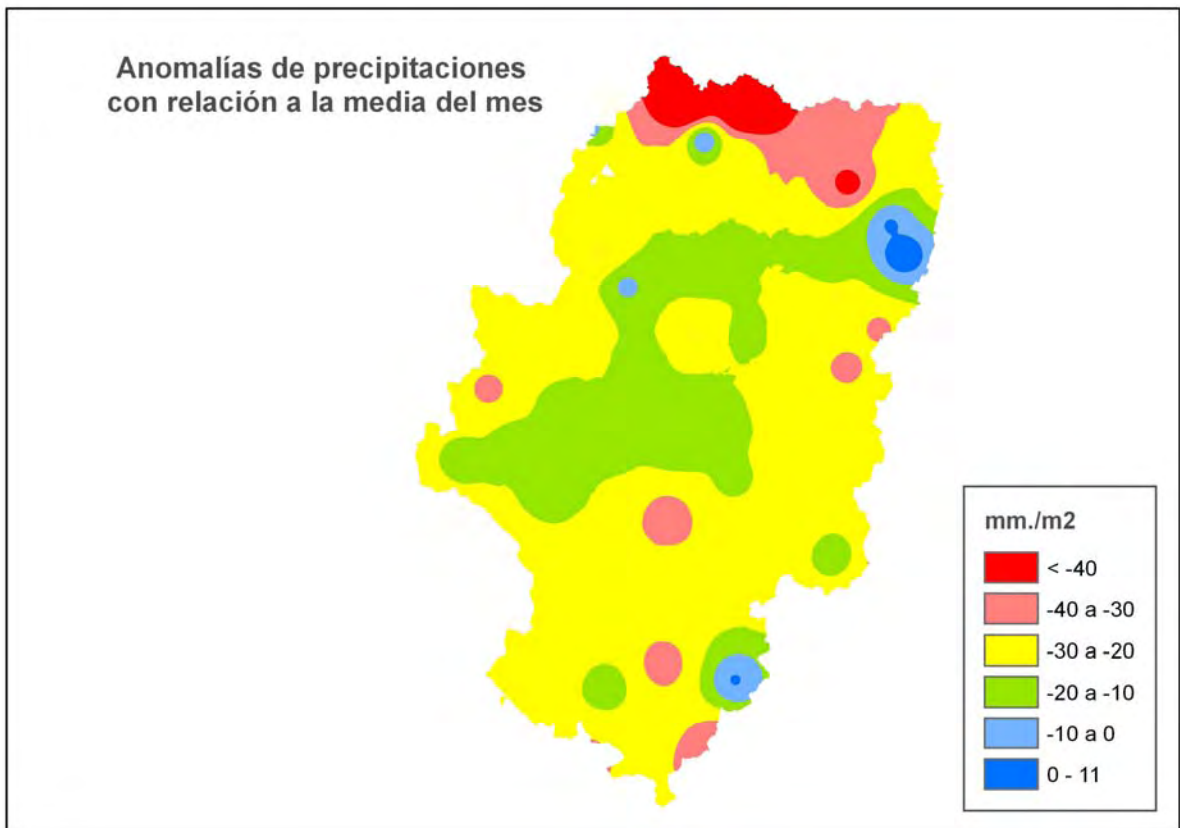 Anomalías de precipitaciones
con relación a la media del mes
mm./m2
< -40
-40 a -30
-30 a -20
-20 a -10
-10 a 0
0 - 11